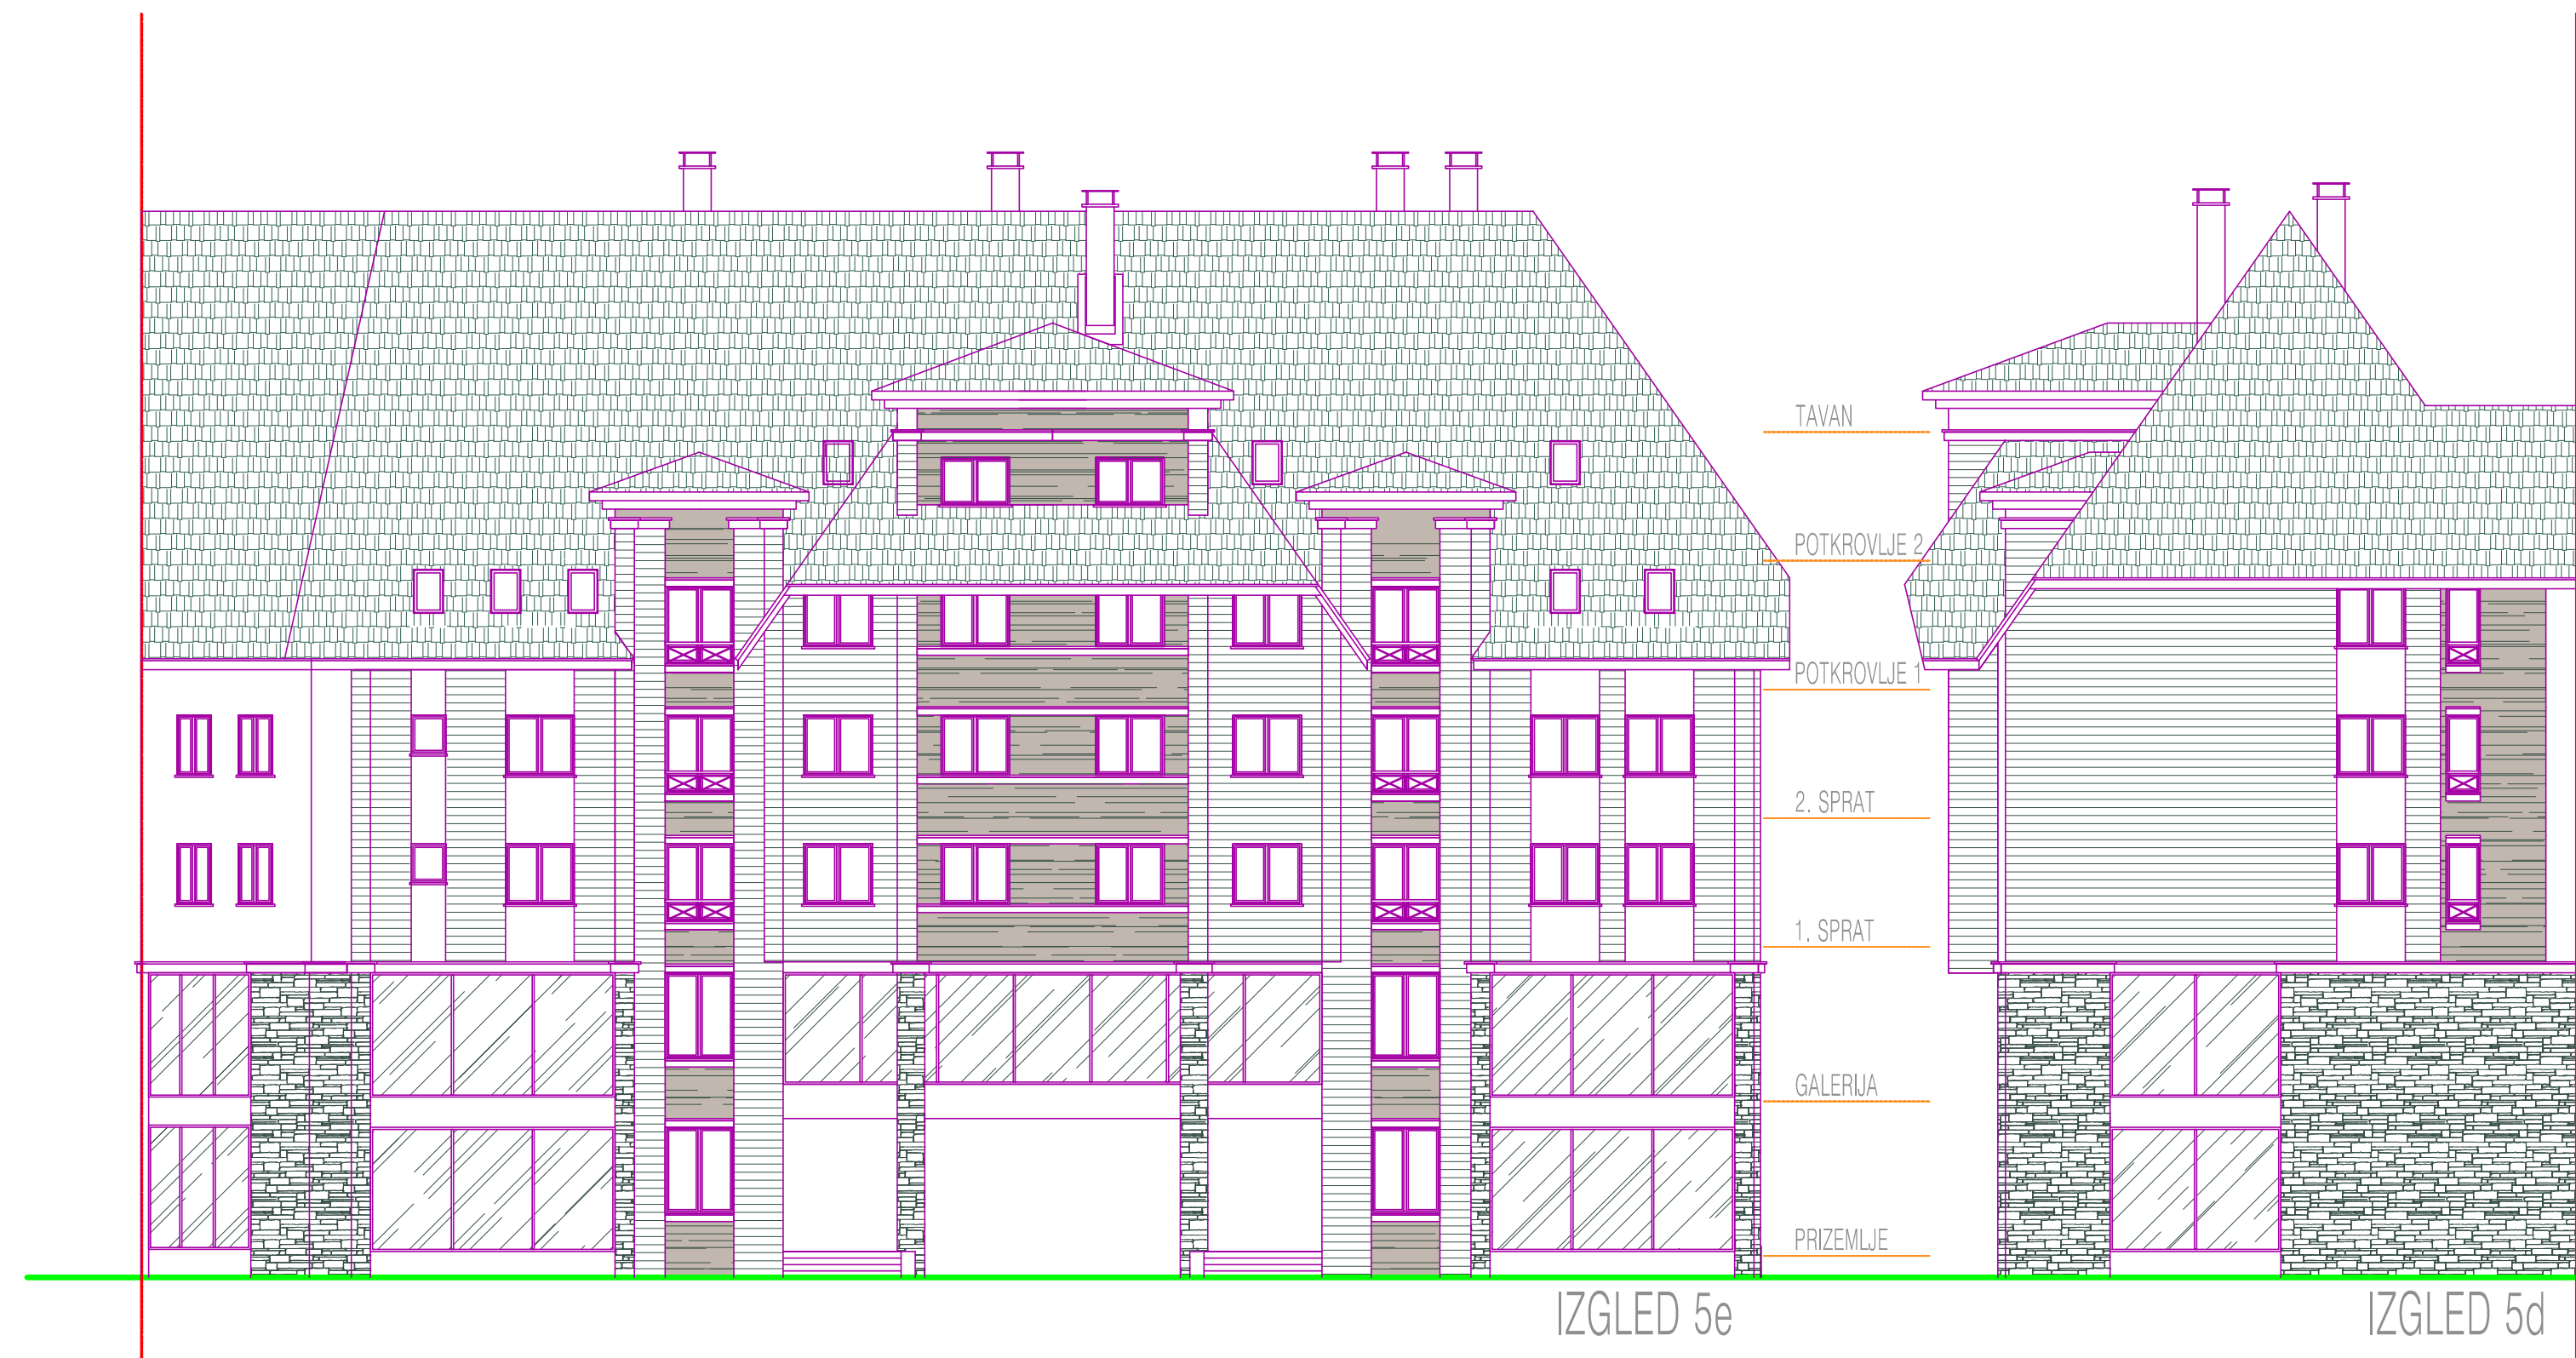 TAVAN
POTKROVLJE 2
POTKROVLJE 1
2. SPRAT
1. SPRAT
GALERIJA
PRIZEMLJE
IZGLED 5e
IZGLED 5d